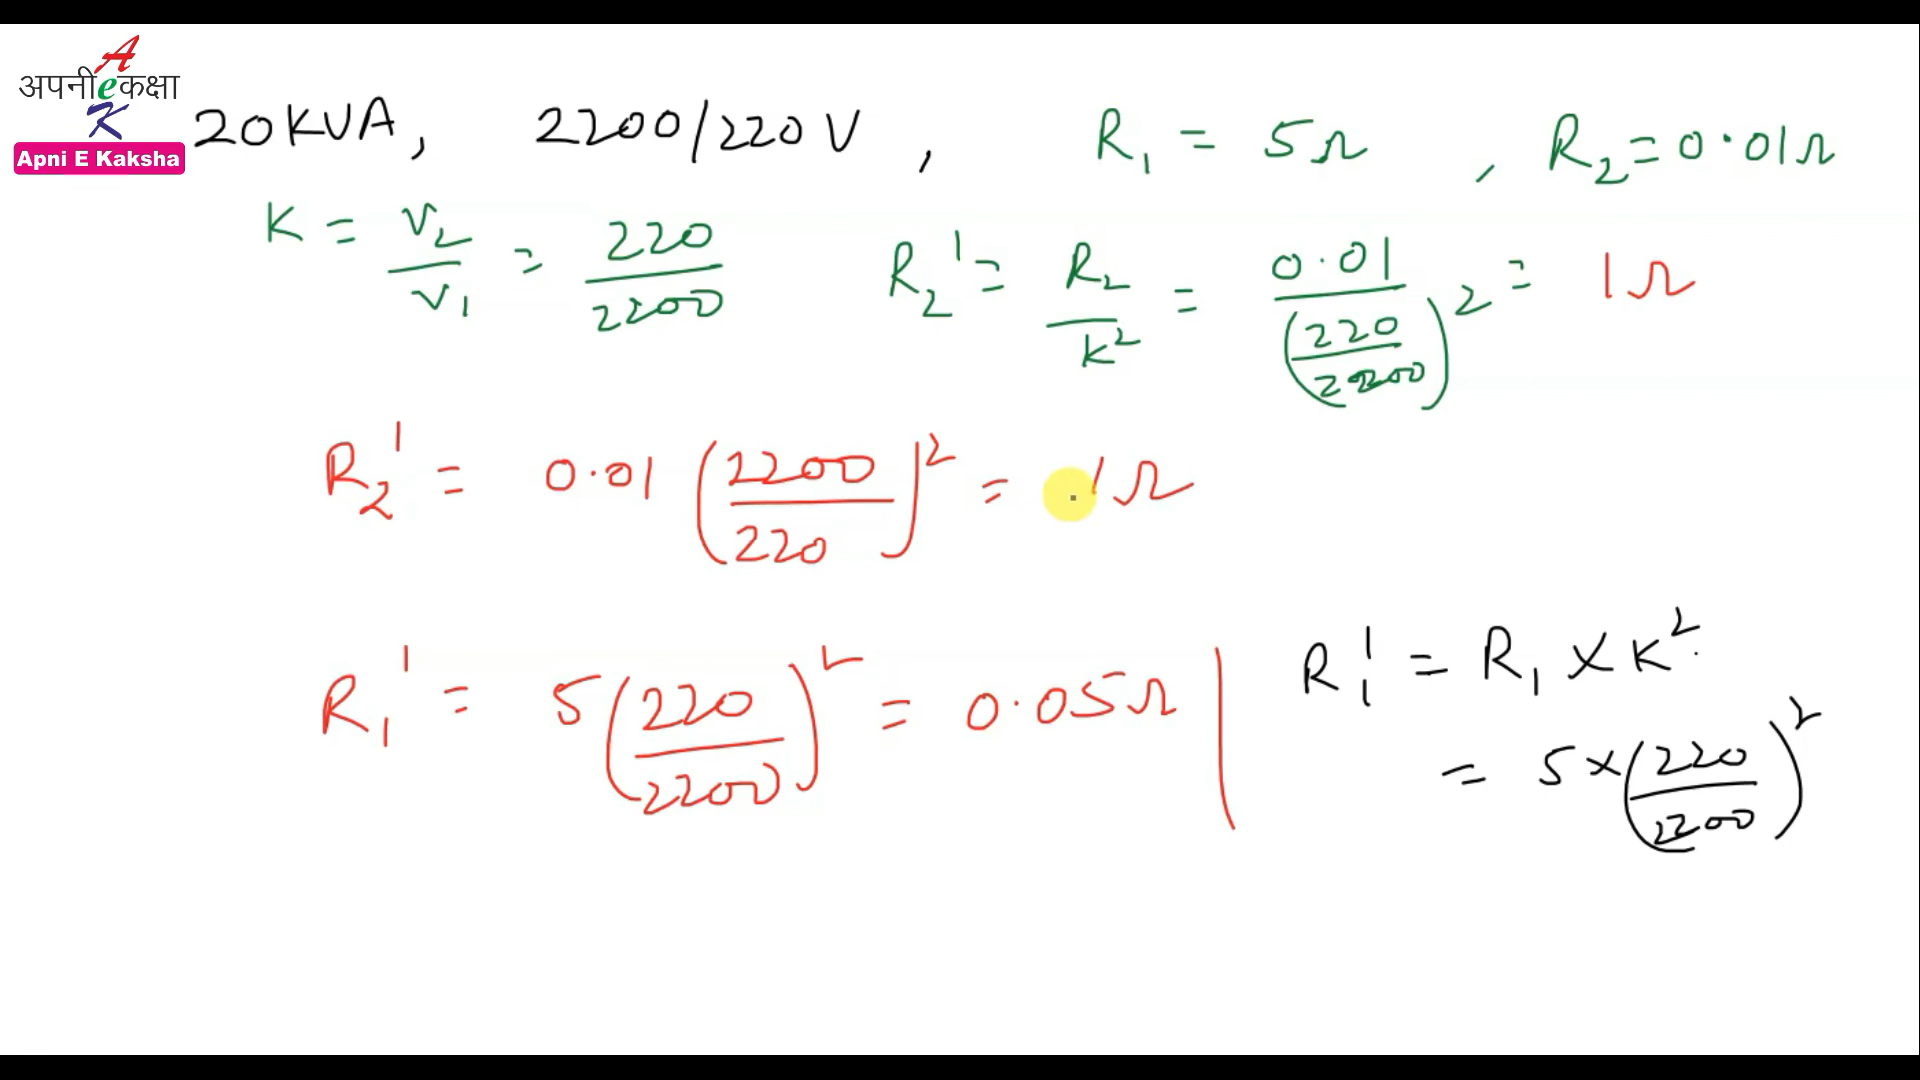 A
अपनी e कक्षा
K
Apni E Kaksha
20KVA, 2200/220 V, R₁ = 5Ω, R₂ = 0.01Ω
K = V₂/V₁ = 220/2200
R₂' = R₂/K² = 0.01/(220/2200)² = 1Ω
R₂' = 0.01 (2200/220)² = 1Ω
R₁' = 5(220/2200)² = 0.05Ω
R₁' = R₁ × K²
= 5×(220/2200)²